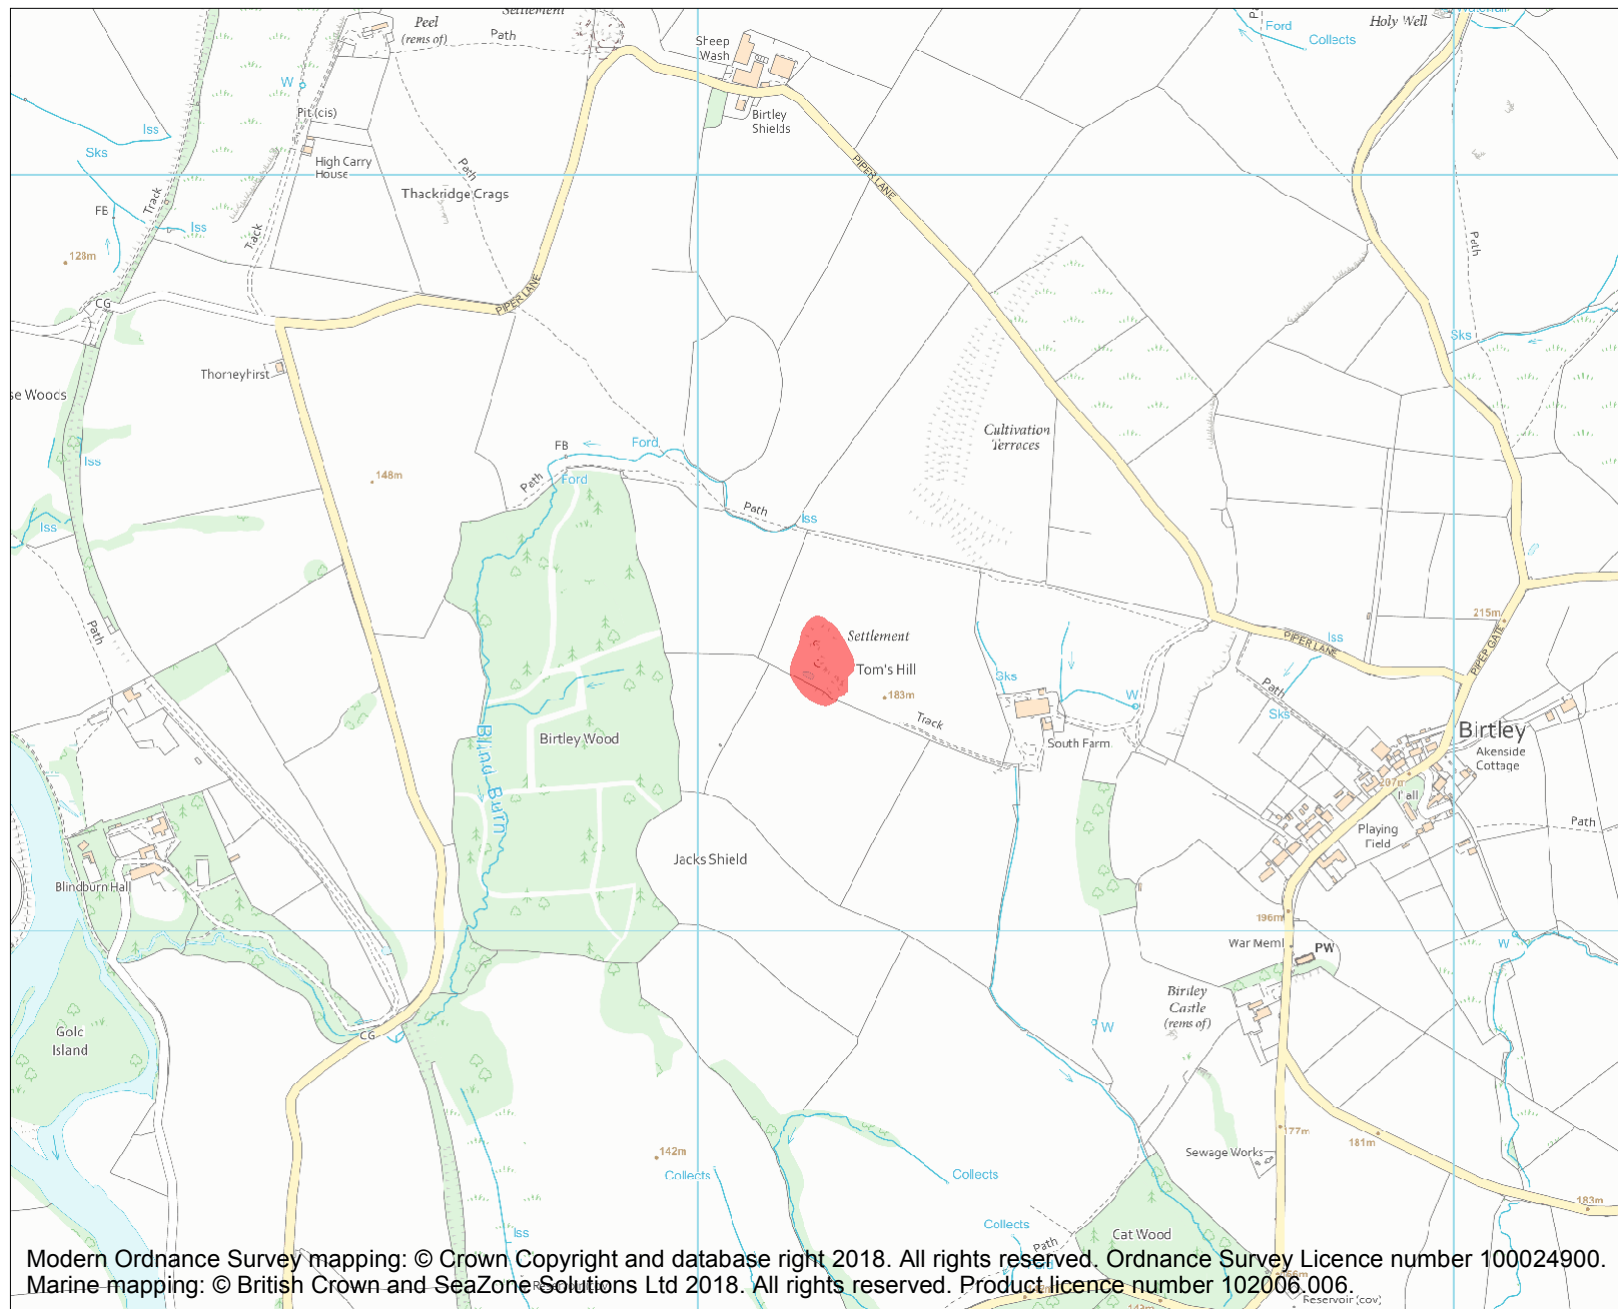 Settlement
Peel
(rems of)
Path
Sheep
Wash
Ford
Collects
Holy Well
W
Iss
Pit (cis)
Birtley
Shields
Sks
High Carry
House
Path
PIPER LANE
Track
Thackridge Crags
FB
Iss
Track
Path
128m
CG
PIPER LANE
Sks
Thorneyhirst
se Woods
Cultivation
Terraces
FB
Ford
Iss
148m
Path
Ford
Path
Iss
Iss
215m
Path
Settlement
PIPER LANE
Iss
PIPER GATE
Tom's Hill
Sks
Path
183m
W
Track
Sks
Birtley
Blind Burn
Birtley Wood
South Farm
Akenside
Cottage
207m
Hall
Playing
Field
Path
Jacks Shield
Blindburn Hall
196m
War Meml
PW
W
Birtley
Castle
(rems of)
Golc
Island
W
CG
177m
181m
142m
Sewage Works
Collects
Collects
183m
Collects
Iss
Path
Cat Wood
Modern Ordnance Survey mapping: © Crown Copyright and database right 2018. All rights reserved. Ordnance Survey Licence number 100024900.
Marine mapping: © British Crown and SeaZone Solutions Ltd 2018. All rights reserved. Product licence number 102006.006.
Reservoir (cov)